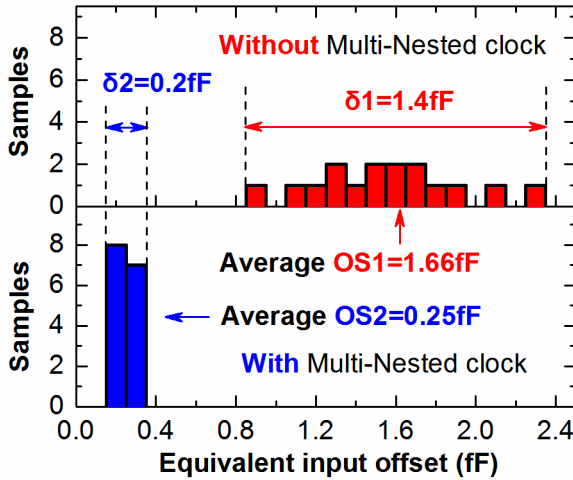 Without Multi-Nested clock
δ2=0.2fF
δ1=1.4fF
Samples
8
6
4
2
0
Average OS1=1.66fF
Average OS2=0.25fF
With Multi-Nested clock
Samples
8
6
4
2
0
0.0 0.4 0.8 1.2 1.6 2.0 2.4
Equivalent input offset (fF)